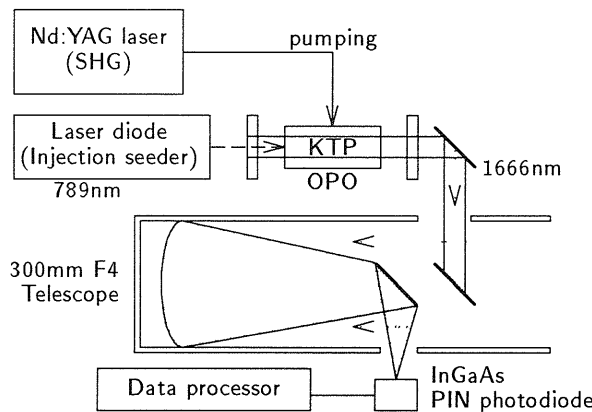 Nd:YAG laser
(SHG)
pumping
Laser diode
(Injection seeder)
789nm
KTP
OPO
1666nm
300mm F4
Telescope
Data processor
InGaAs
PIN photodiode